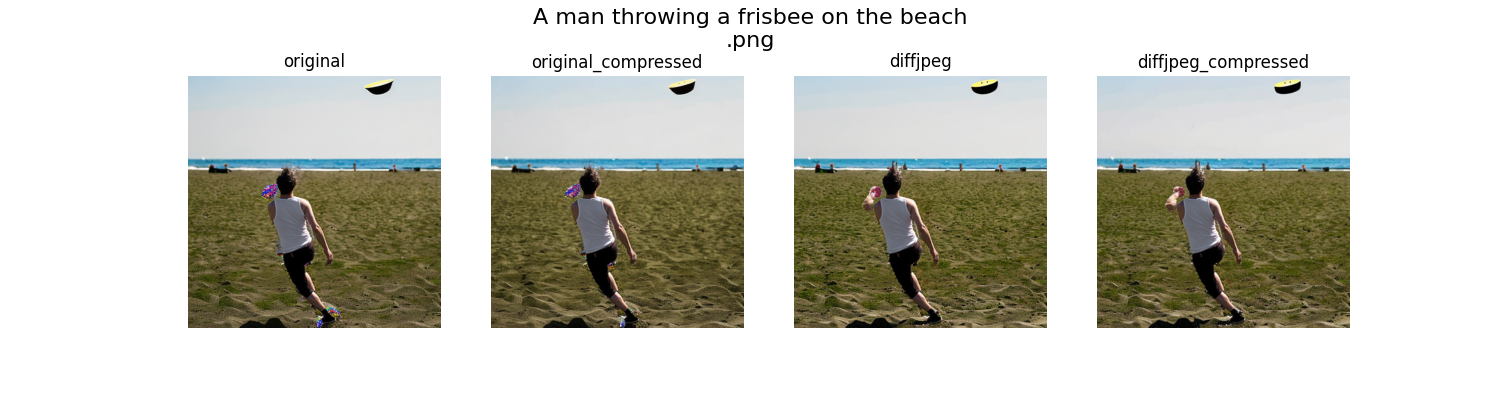 A man throwing a frisbee on the beach
.png
original
original_compressed
diffjpeg
diffjpeg_compressed